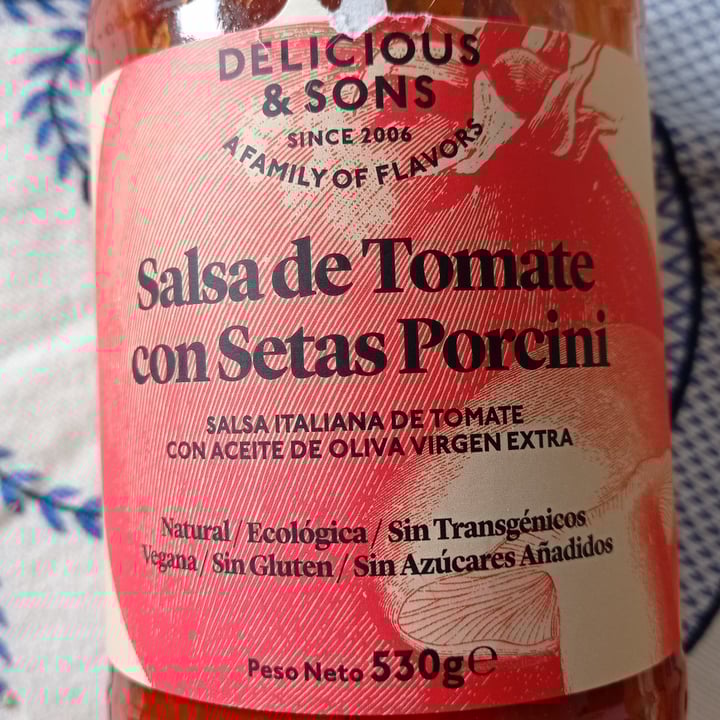 DELICIOUS
& SONS
SINCE 2006
A FAMILY OF FLAVORS
Salsa de Tomate
con Setas Porcini
SALSA ITALIANA DE TOMATE
CON ACEITE DE OLIVA VIRGEN EXTRA
Natural / Ecológica / Sin Transgénicos
Vegana / Sin Gluten / Sin Azúcares Añadidos
Peso Neto 530g ℮